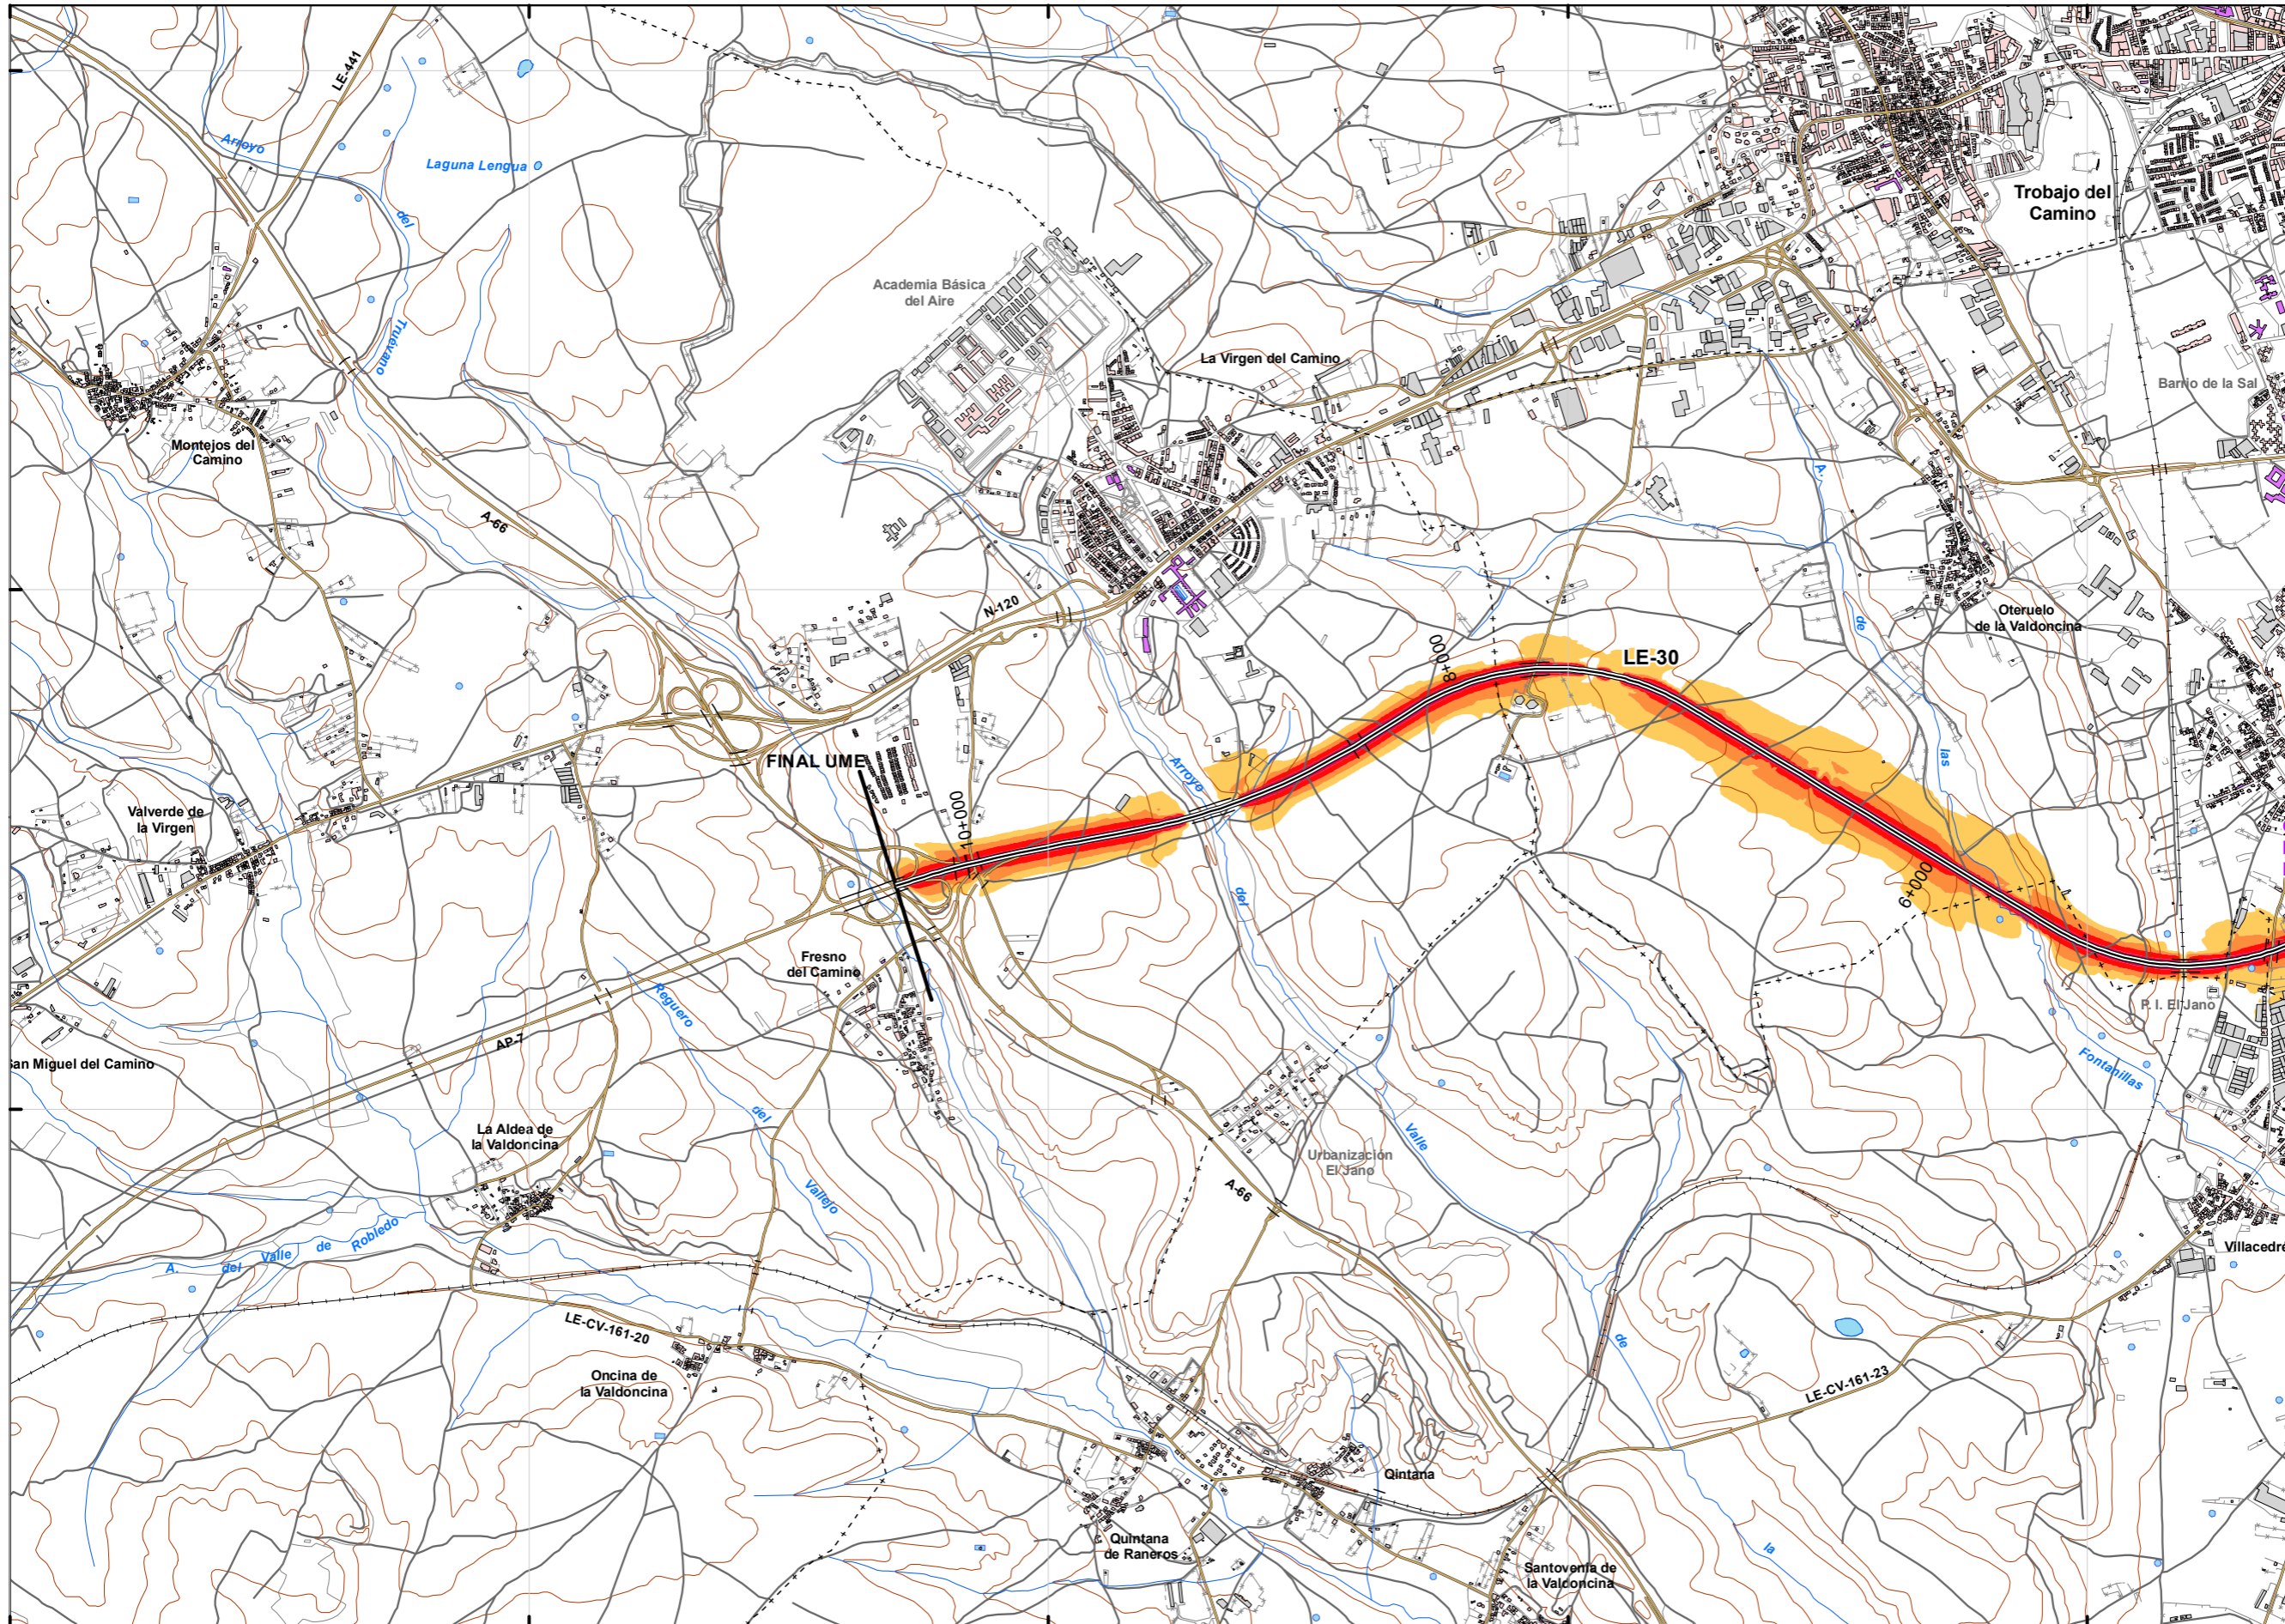 LE-441
Arroyo
del
Truévano
Laguna Lengua
Trobajo del
Camino
Academia Básica
del Aire
La Virgen del Camino
Barrio de la Sal
Montejos del
Camino
A-66
A.
de
las
Fontanillas
N-120
Oteruelo
de la Valdoncina
8+000
LE-30
FINAL UME
10+000
Arroyo
del
Valle
de
la
Valverde de
la Virgen
6+000
Fresno
del Camino
P. I. El Jano
Reguero
del
Vallejo
AP-7
San Miguel del Camino
La Aldea de
la Valdoncina
Urbanización
El Jano
A-66
Villacedré
A. del Valle de Robledo
LE-CV-161-20
Oncina de
la Valdoncina
LE-CV-161-23
Qintana
Quintana
de Raneros
Santovenia de
la Valdoncina